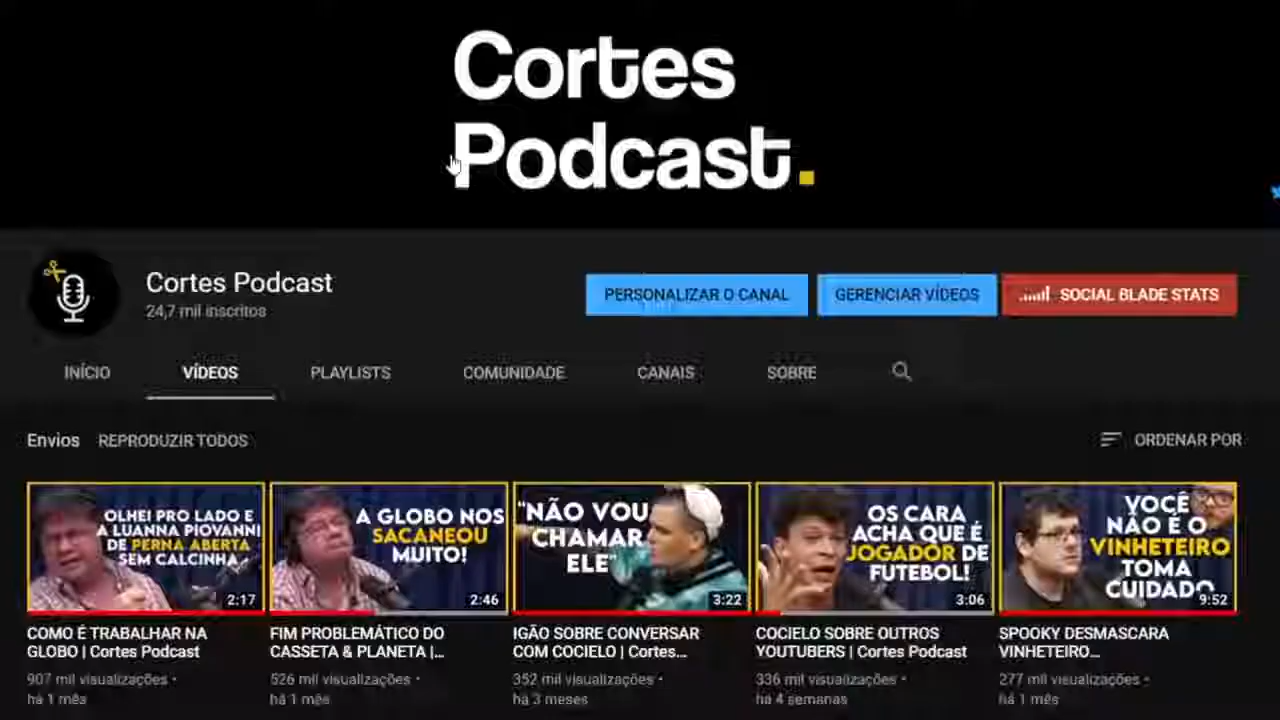 Cortes
Podcast.
Cortes Podcast
24,7 mil inscritos
PERSONALIZAR O CANAL
GERENCIAR VÍDEOS
SOCIAL BLADE STATS
INÍCIO
VÍDEOS
PLAYLISTS
COMUNIDADE
CANAIS
SOBRE
Envios
REPRODUZIR TODOS
ORDENAR POR
OLHEI PRO LADO E
A LUANNA PIOVANNI
DE PERNA ABERTA
SEM CALCINHA
2:17
A GLOBO NOS
SACANEOU
MUITO!
2:46
"NÃO VOU
CHAMAR
ELE"
3:22
OS CARA
ACHA QUE É
JOGADOR DE
FUTEBOL!
3:06
VOCÊ
NÃO É O
VINHETEIRO
TOMA
CUIDADO
9:52
COMO É TRABALHAR NA
GLOBO | Cortes Podcast
907 mil visualizações •
há 1 mês
FIM PROBLEMÁTICO DO
CASSETA & PLANETA |...
526 mil visualizações •
há 1 mês
IGÃO SOBRE CONVERSAR
COM COCIELO | Cortes...
352 mil visualizações •
há 3 meses
COCIELO SOBRE OUTROS
YOUTUBERS | Cortes Podcast
336 mil visualizações •
há 4 semanas
SPOOKY DESMASCARA
VINHETEIRO...
277 mil visualizações •
há 1 mês